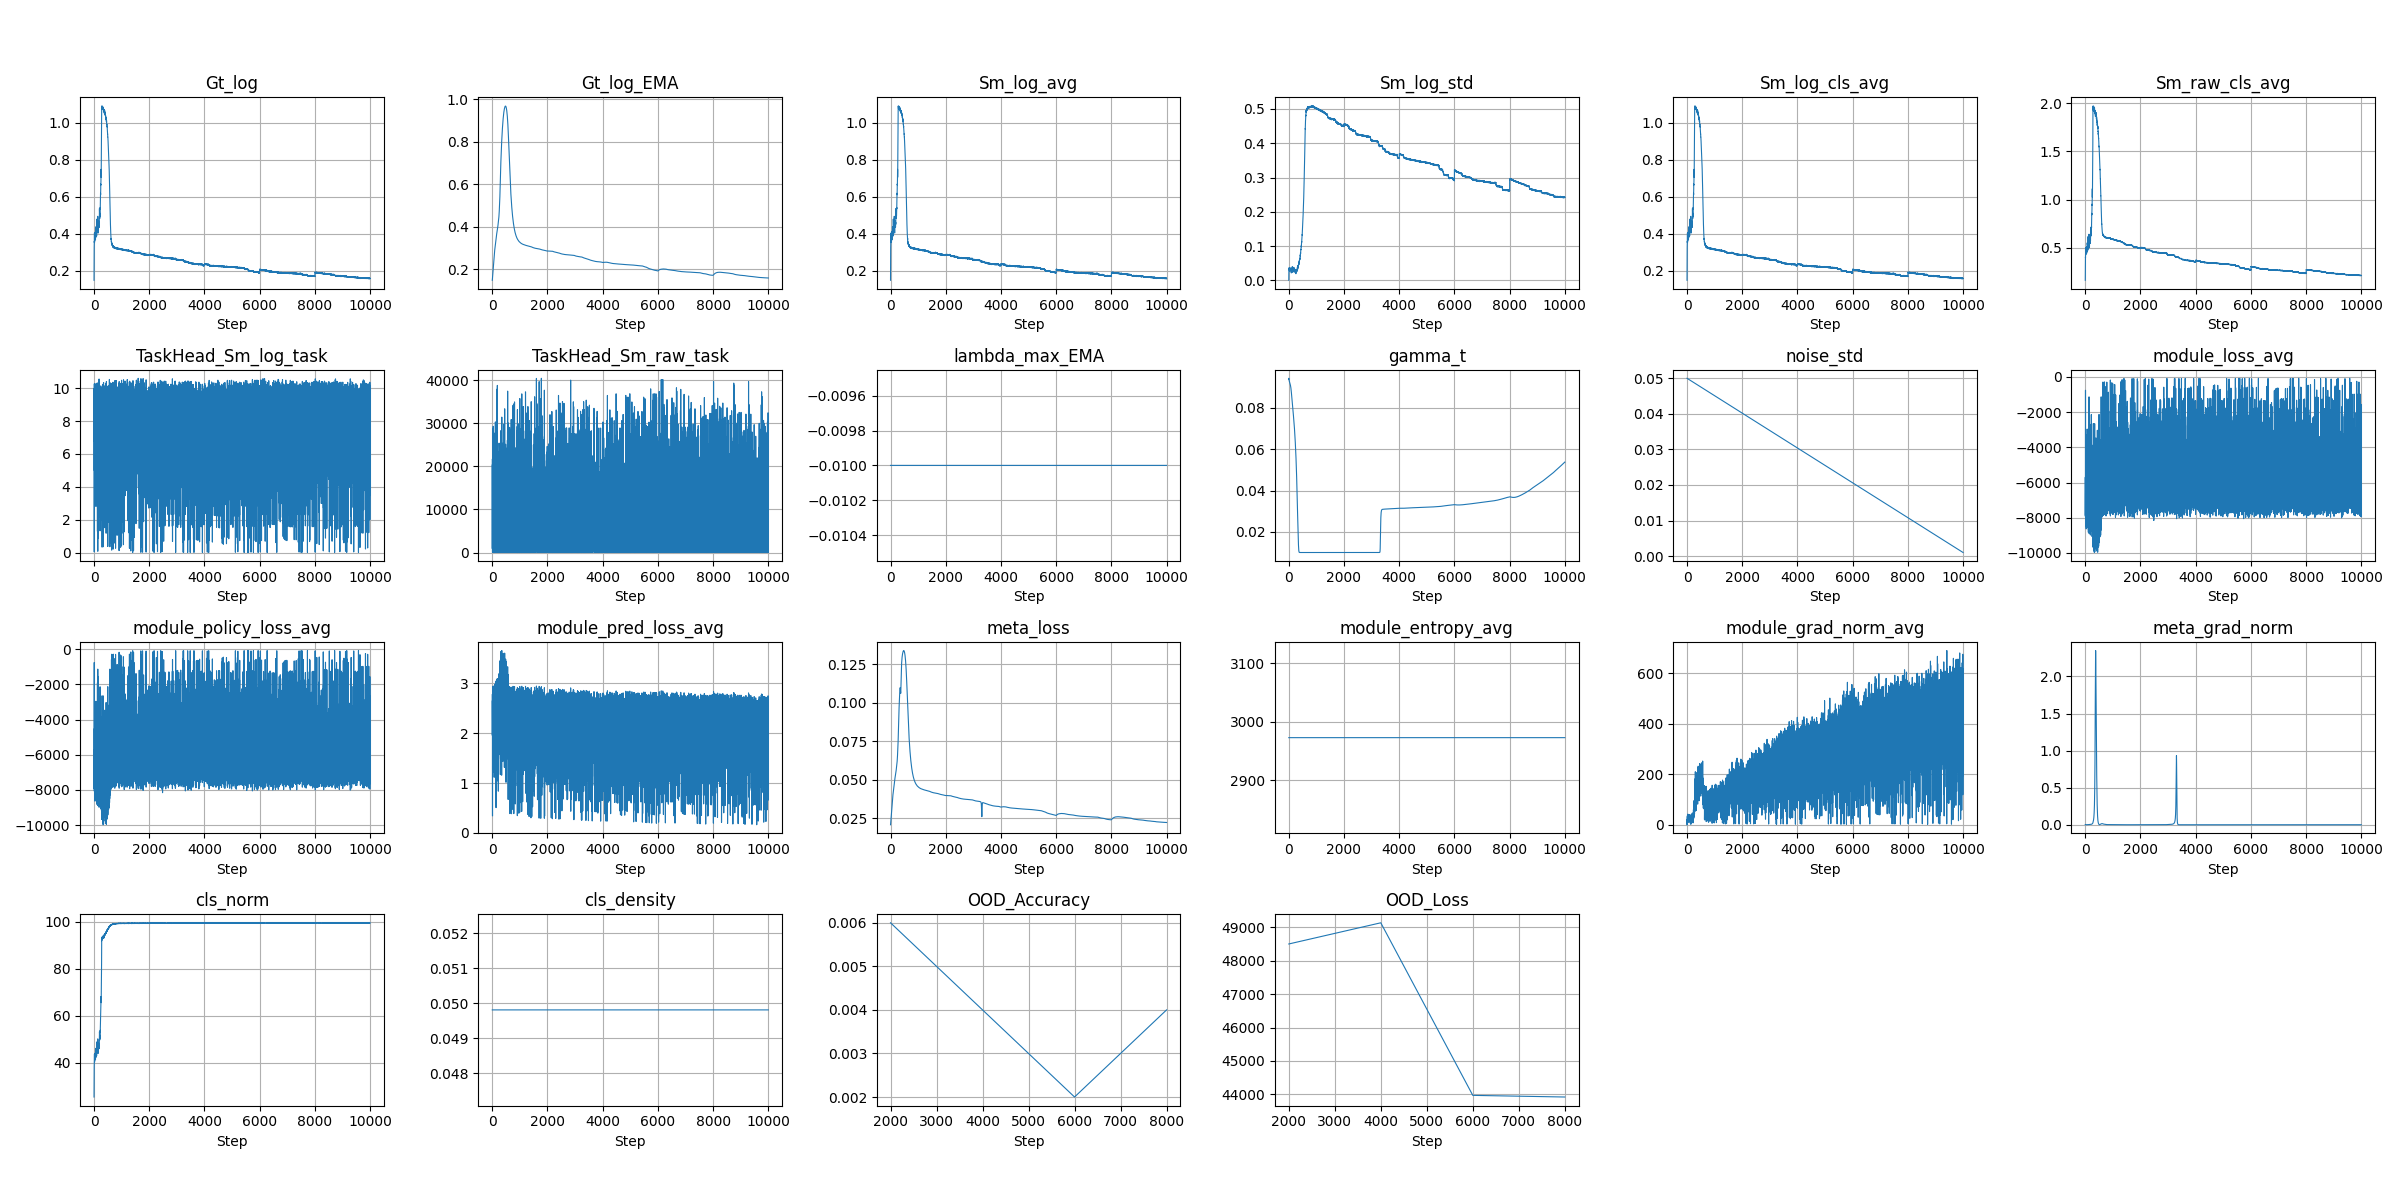 Gt_log Gt_log_EMA Sm_log_avg Sm_log_std Sm_log_cls_avg Sm_raw_cls_avg
1.0 0.8 0.6 0.4 0.2
1.0 0.8 0.6 0.4 0.2
1.0 0.8 0.6 0.4 0.2
0.5 0.4 0.3 0.2 0.1 0.0
1.0 0.8 0.6 0.4 0.2
2.0 1.5 1.0 0.5
0 2000 4000 6000 8000 10000 0 2000 4000 6000 8000 10000 0 2000 4000 6000 8000 10000 0 2000 4000 6000 8000 10000 0 2000 4000 6000 8000 10000 0 2000 4000 6000 8000 10000
Step Step Step Step Step Step
TaskHead_Sm_log_task TaskHead_Sm_raw_task lambda_max_EMA gamma_t noise_std module_loss_avg
10 8 6 4 2 0
40000 30000 20000 10000 0
−0.0096 −0.0098 −0.0100 −0.0102 −0.0104
0.08 0.06 0.04 0.02
0.05 0.04 0.03 0.02 0.01 0.00
0 −2000 −4000 −6000 −8000 −10000
0 2000 4000 6000 8000 10000 0 2000 4000 6000 8000 10000 0 2000 4000 6000 8000 10000 0 2000 4000 6000 8000 10000 0 2000 4000 6000 8000 10000 0 2000 4000 6000 8000 10000
Step Step Step Step Step Step
module_policy_loss_avg module_pred_loss_avg meta_loss module_entropy_avg module_grad_norm_avg meta_grad_norm
0 −2000 −4000 −6000 −8000 −10000
3 2 1 0
0.125 0.100 0.075 0.050 0.025
3100 3000 2900
600 400 200 0
2.0 1.5 1.0 0.5 0.0
0 2000 4000 6000 8000 10000 0 2000 4000 6000 8000 10000 0 2000 4000 6000 8000 10000 0 2000 4000 6000 8000 10000 0 2000 4000 6000 8000 10000 0 2000 4000 6000 8000 10000
Step Step Step Step Step Step
cls_norm cls_density OOD_Accuracy OOD_Loss
100 80 60 40
0.052 0.051 0.050 0.049 0.048
0.006 0.005 0.004 0.003 0.002
49000 48000 47000 46000 45000 44000
0 2000 4000 6000 8000 10000 0 2000 4000 6000 8000 10000 2000 3000 4000 5000 6000 7000 8000 2000 3000 4000 5000 6000 7000 8000
Step Step Step Step